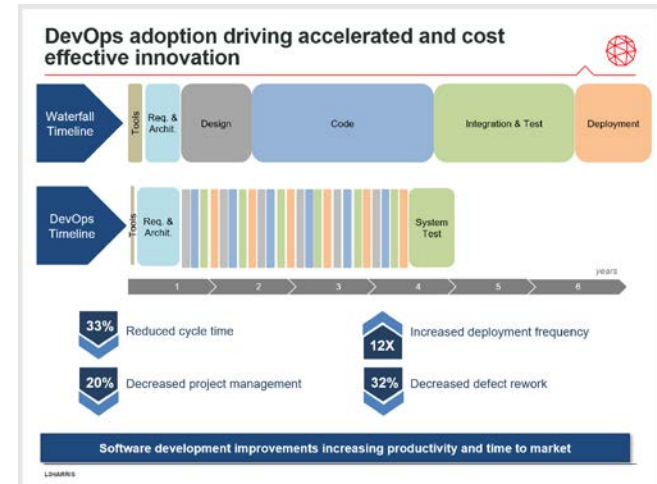 DevOps adoption driving accelerated and cost
effective innovation
Waterfall
Timeline
Tools
Req. &
Archit.
Design
Code
Integration & Test
Deployment
DevOps
Timeline
Tools
Req. &
Archit.
System
Test
years
1
2
3
4
5
6
33%
Reduced cycle time
12X
Increased deployment frequency
20%
Decreased project management
32%
Decreased defect rework
Software development improvements increasing productivity and time to market
L3HARRIS